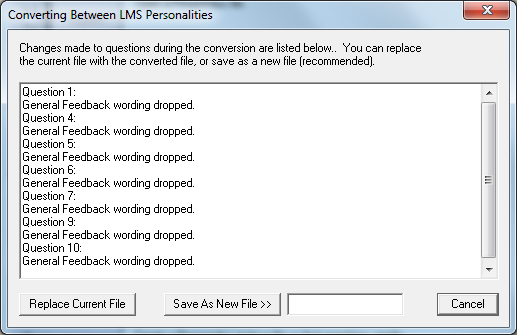 Converting Between LMS Personalities
Changes made to questions during the conversion are listed below.. You can replace
the current file with the converted file, or save as a new file (recommended).
Question 1:
General Feedback wording dropped.
Question 4:
General Feedback wording dropped.
Question 5:
General Feedback wording dropped.
Question 6:
General Feedback wording dropped.
Question 7:
General Feedback wording dropped.
Question 9:
General Feedback wording dropped.
Question 10:
General Feedback wording dropped.
Replace Current File
Save As New File >>
Cancel